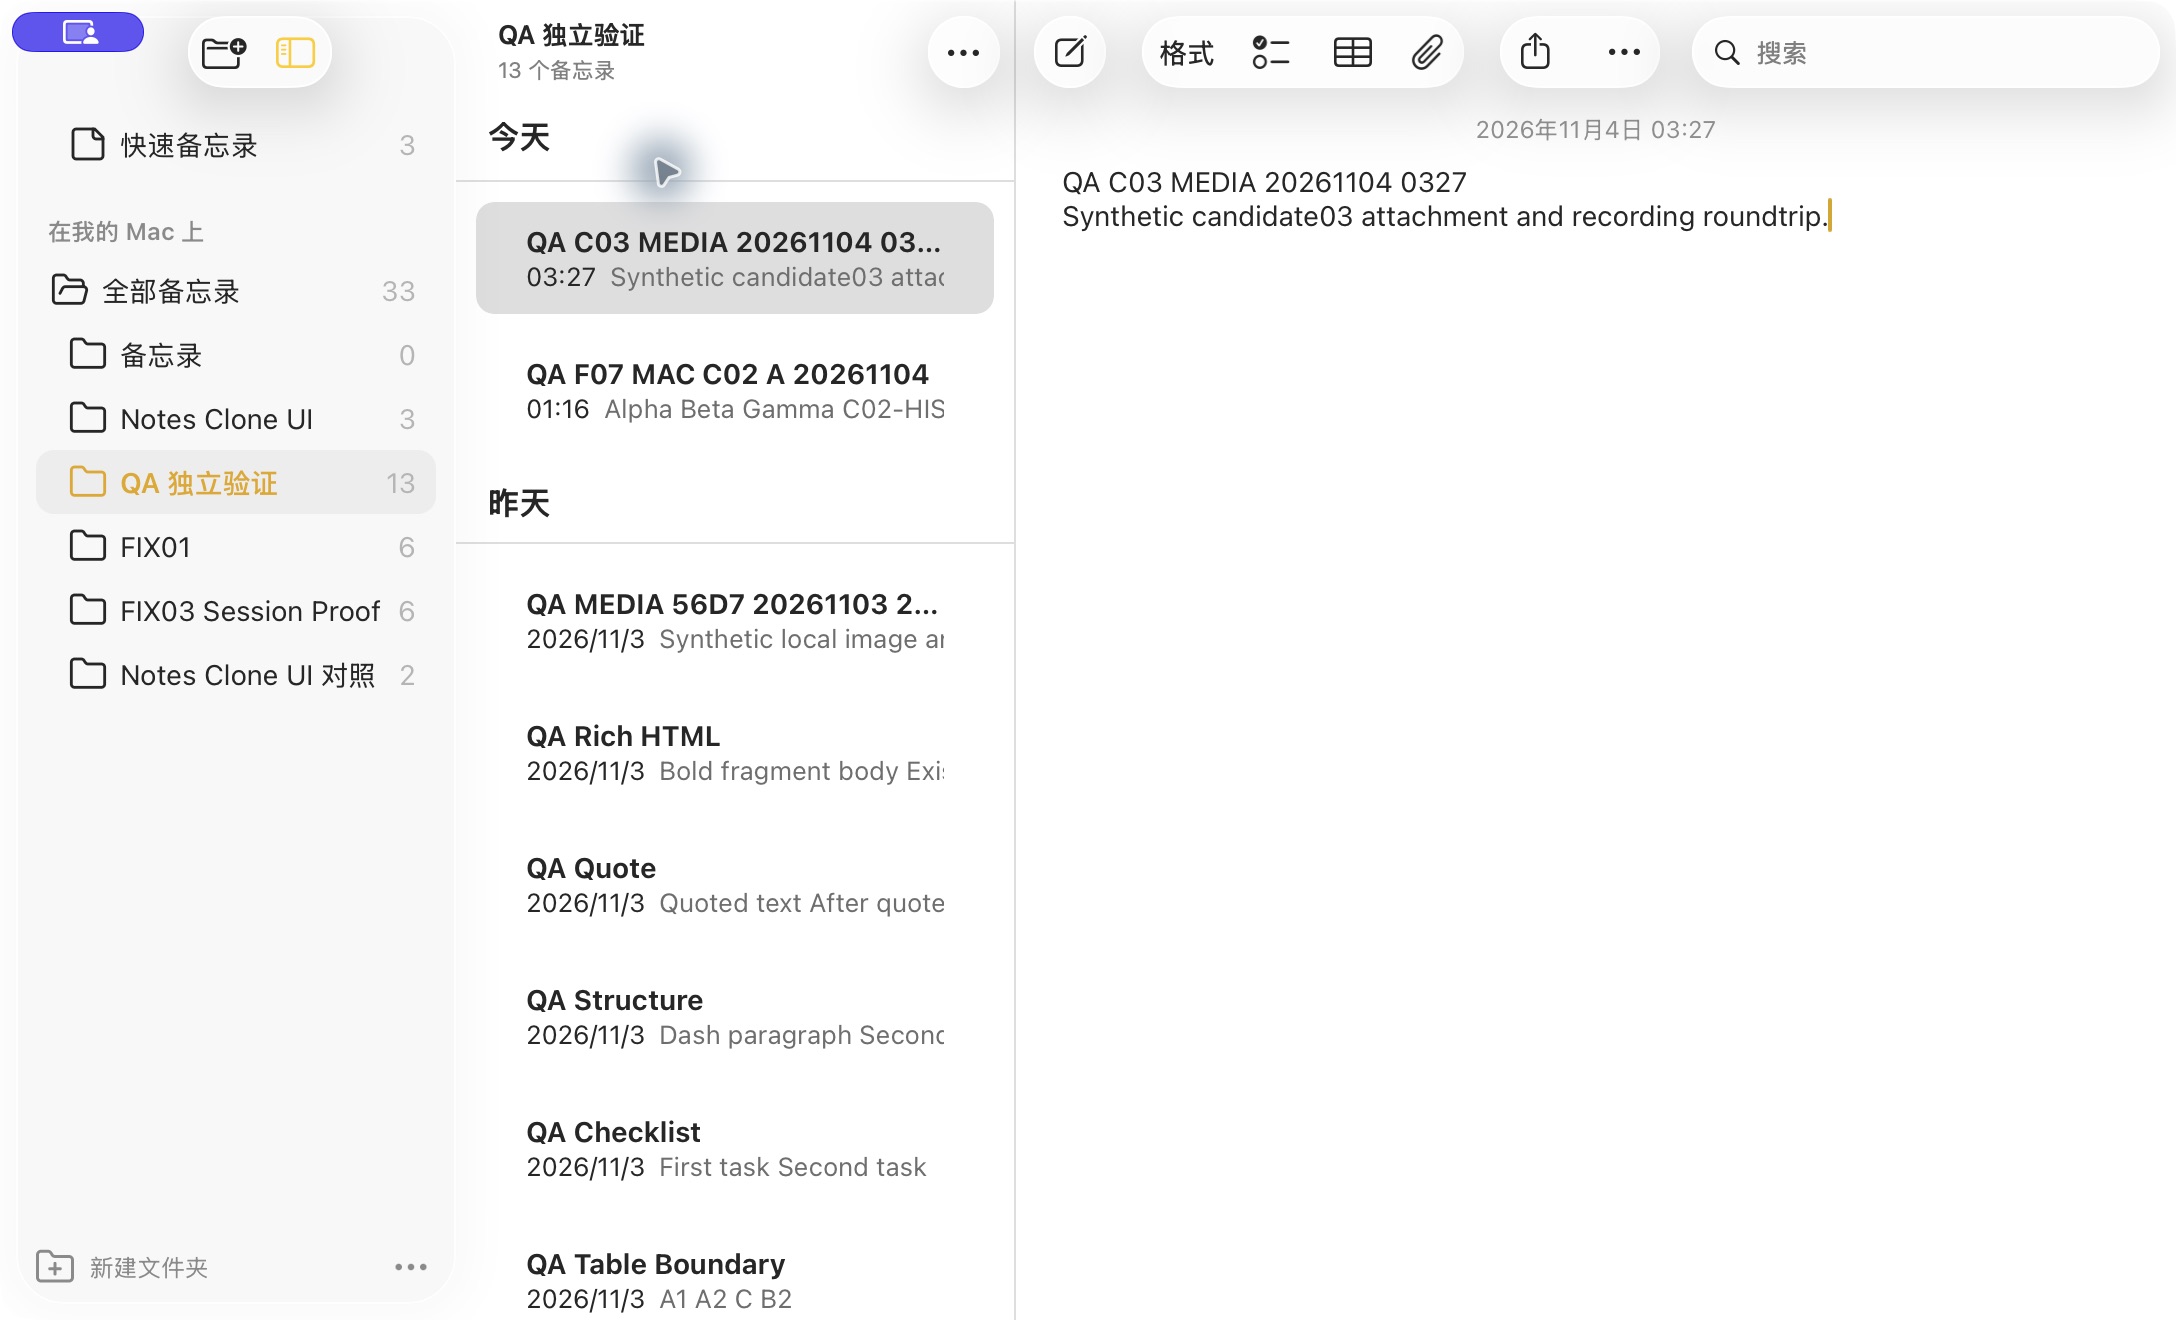 快速备忘录 3
在我的 Mac 上
全部备忘录 33
备忘录 0
Notes Clone UI 3
QA 独立验证 13
FIX01 6
FIX03 Session Proof 6
Notes Clone UI 对照 2
新建文件夹
QA 独立验证
13 个备忘录
今天
QA C03 MEDIA 20261104 03...
03:27 Synthetic candidate03 attac
QA F07 MAC C02 A 20261104
01:16 Alpha Beta Gamma C02-HIS
昨天
QA MEDIA 56D7 20261103 2...
2026/11/3 Synthetic local image ar
QA Rich HTML
2026/11/3 Bold fragment body Exis
QA Quote
2026/11/3 Quoted text After quote
QA Structure
2026/11/3 Dash paragraph Second
QA Checklist
2026/11/3 First task Second task
QA Table Boundary
2026/11/3 A1 A2 C B2
格式
搜索
2026年11月4日 03:27
QA C03 MEDIA 20261104 0327
Synthetic candidate03 attachment and recording roundtrip.